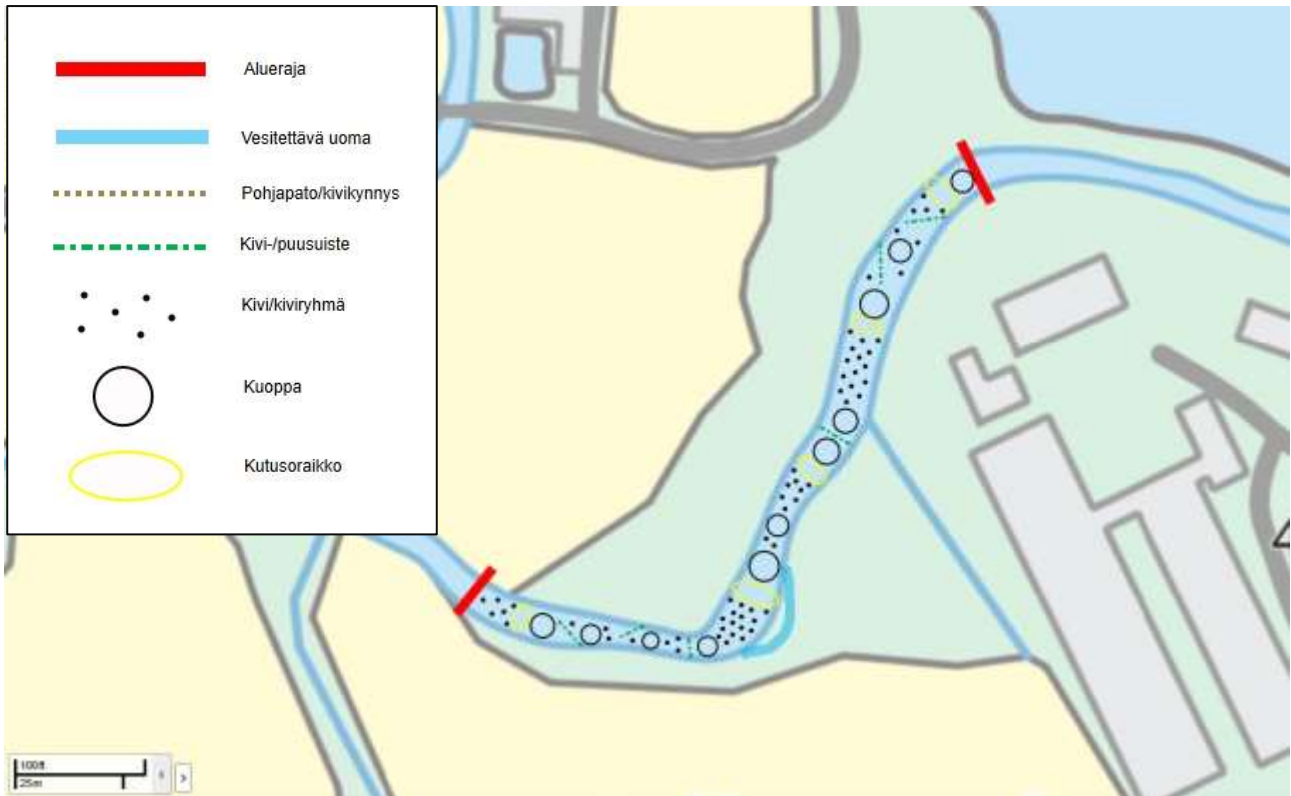 Alueraja
Vesitettävä uoma
Pohjapato/kivikynnys
Kivi-/puusuiste
Kivi/kiviryhmä
Kuoppa
Kutusoraikko
100ft
25m